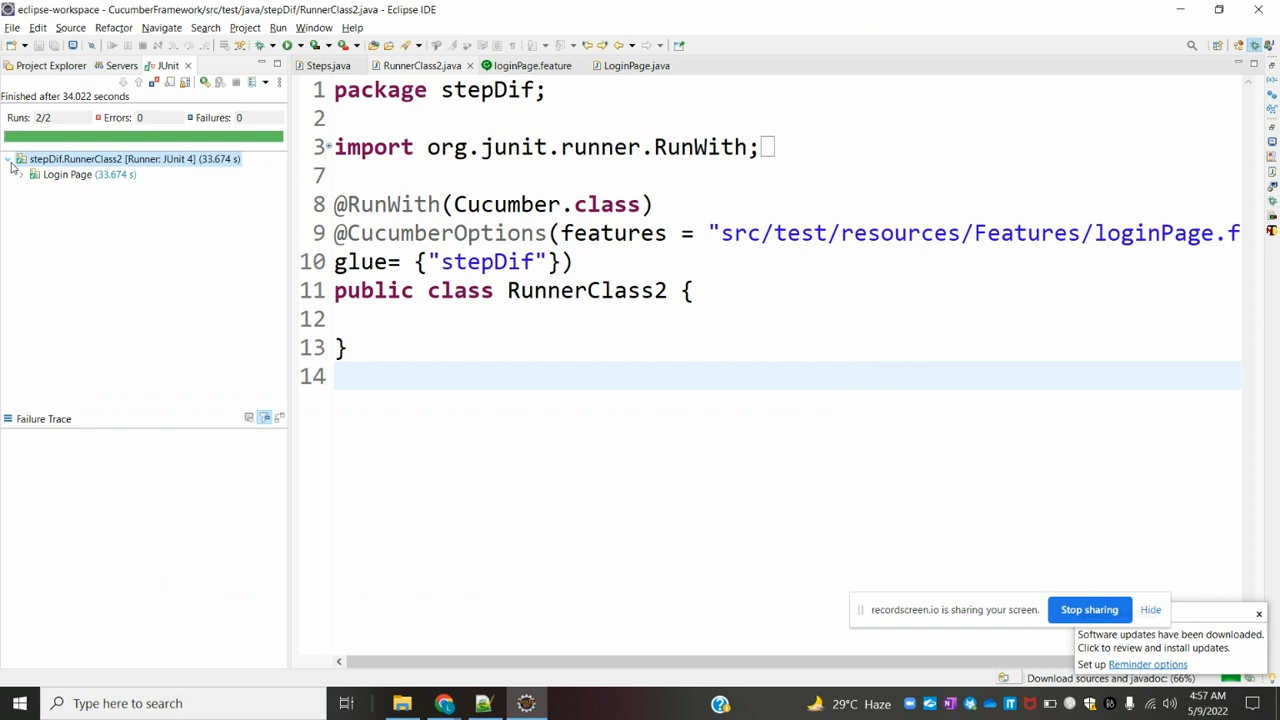 eclipse-workspace - CucumberFramework/src/test/java/stepDif/RunnerClass2.java - Eclipse IDE
File Edit Source Refactor Navigate Search Project Run Window Help
Project Explorer Servers JUnit
Steps.java RunnerClass2.java loginPage.feature LoginPage.java
Finished after 34.022 seconds
Runs: 2/2 Errors: 0 Failures: 0
stepDif.RunnerClass2 [Runner: JUnit 4] (33.674 s)
Login Page (33.674 s)
Failure Trace
1 package stepDif;
2
3 import org.junit.runner.RunWith;
7
8 @RunWith(Cucumber.class)
9 @CucumberOptions(features = "src/test/resources/Features/loginPage.f
10 glue= {"stepDif"})
11 public class RunnerClass2 {
12
13 }
14
recordscreen.io is sharing your screen. Stop sharing Hide
Software updates have been downloaded.
Click to review and install updates.
Set up Reminder options
Download sources and javadoc: (66%)
Type here to search
29°C Haze
4:57 AM
5/9/2022